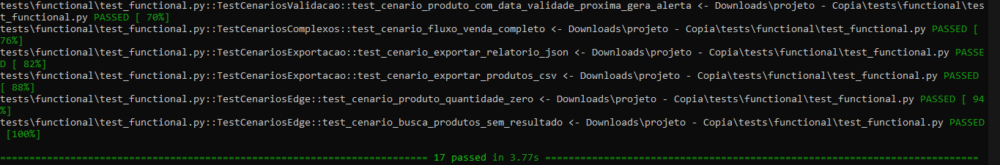 tests\functional\test_functional.py::TestCenariosValidacao::test_cenario_produto_com_data_validade_proxima_gera_alerta <- Downloads\projeto - Copia\tests\functional\tes
t_functional.py PASSED [ 70%]
tests\functional\test_functional.py::TestCenariosComplexos::test_cenario_fluxo_venda_completo <- Downloads\projeto - Copia\tests\functional\test_functional.py PASSED [
76%]
tests\functional\test_functional.py::TestCenariosExportacao::test_cenario_exportar_relatorio_json <- Downloads\projeto - Copia\tests\functional\test_functional.py PASSE
D [ 82%]
tests\functional\test_functional.py::TestCenariosExportacao::test_cenario_exportar_produtos_csv <- Downloads\projeto - Copia\tests\functional\test_functional.py PASSED
[ 88%]
tests\functional\test_functional.py::TestCenariosEdge::test_cenario_produto_quantidade_zero <- Downloads\projeto - Copia\tests\functional\test_functional.py PASSED [ 94
%]
tests\functional\test_functional.py::TestCenariosEdge::test_cenario_busca_produtos_sem_resultado <- Downloads\projeto - Copia\tests\functional\test_functional.py PASSED
[100%]
========================================================================= 17 passed in 3.77s ==========================================================================